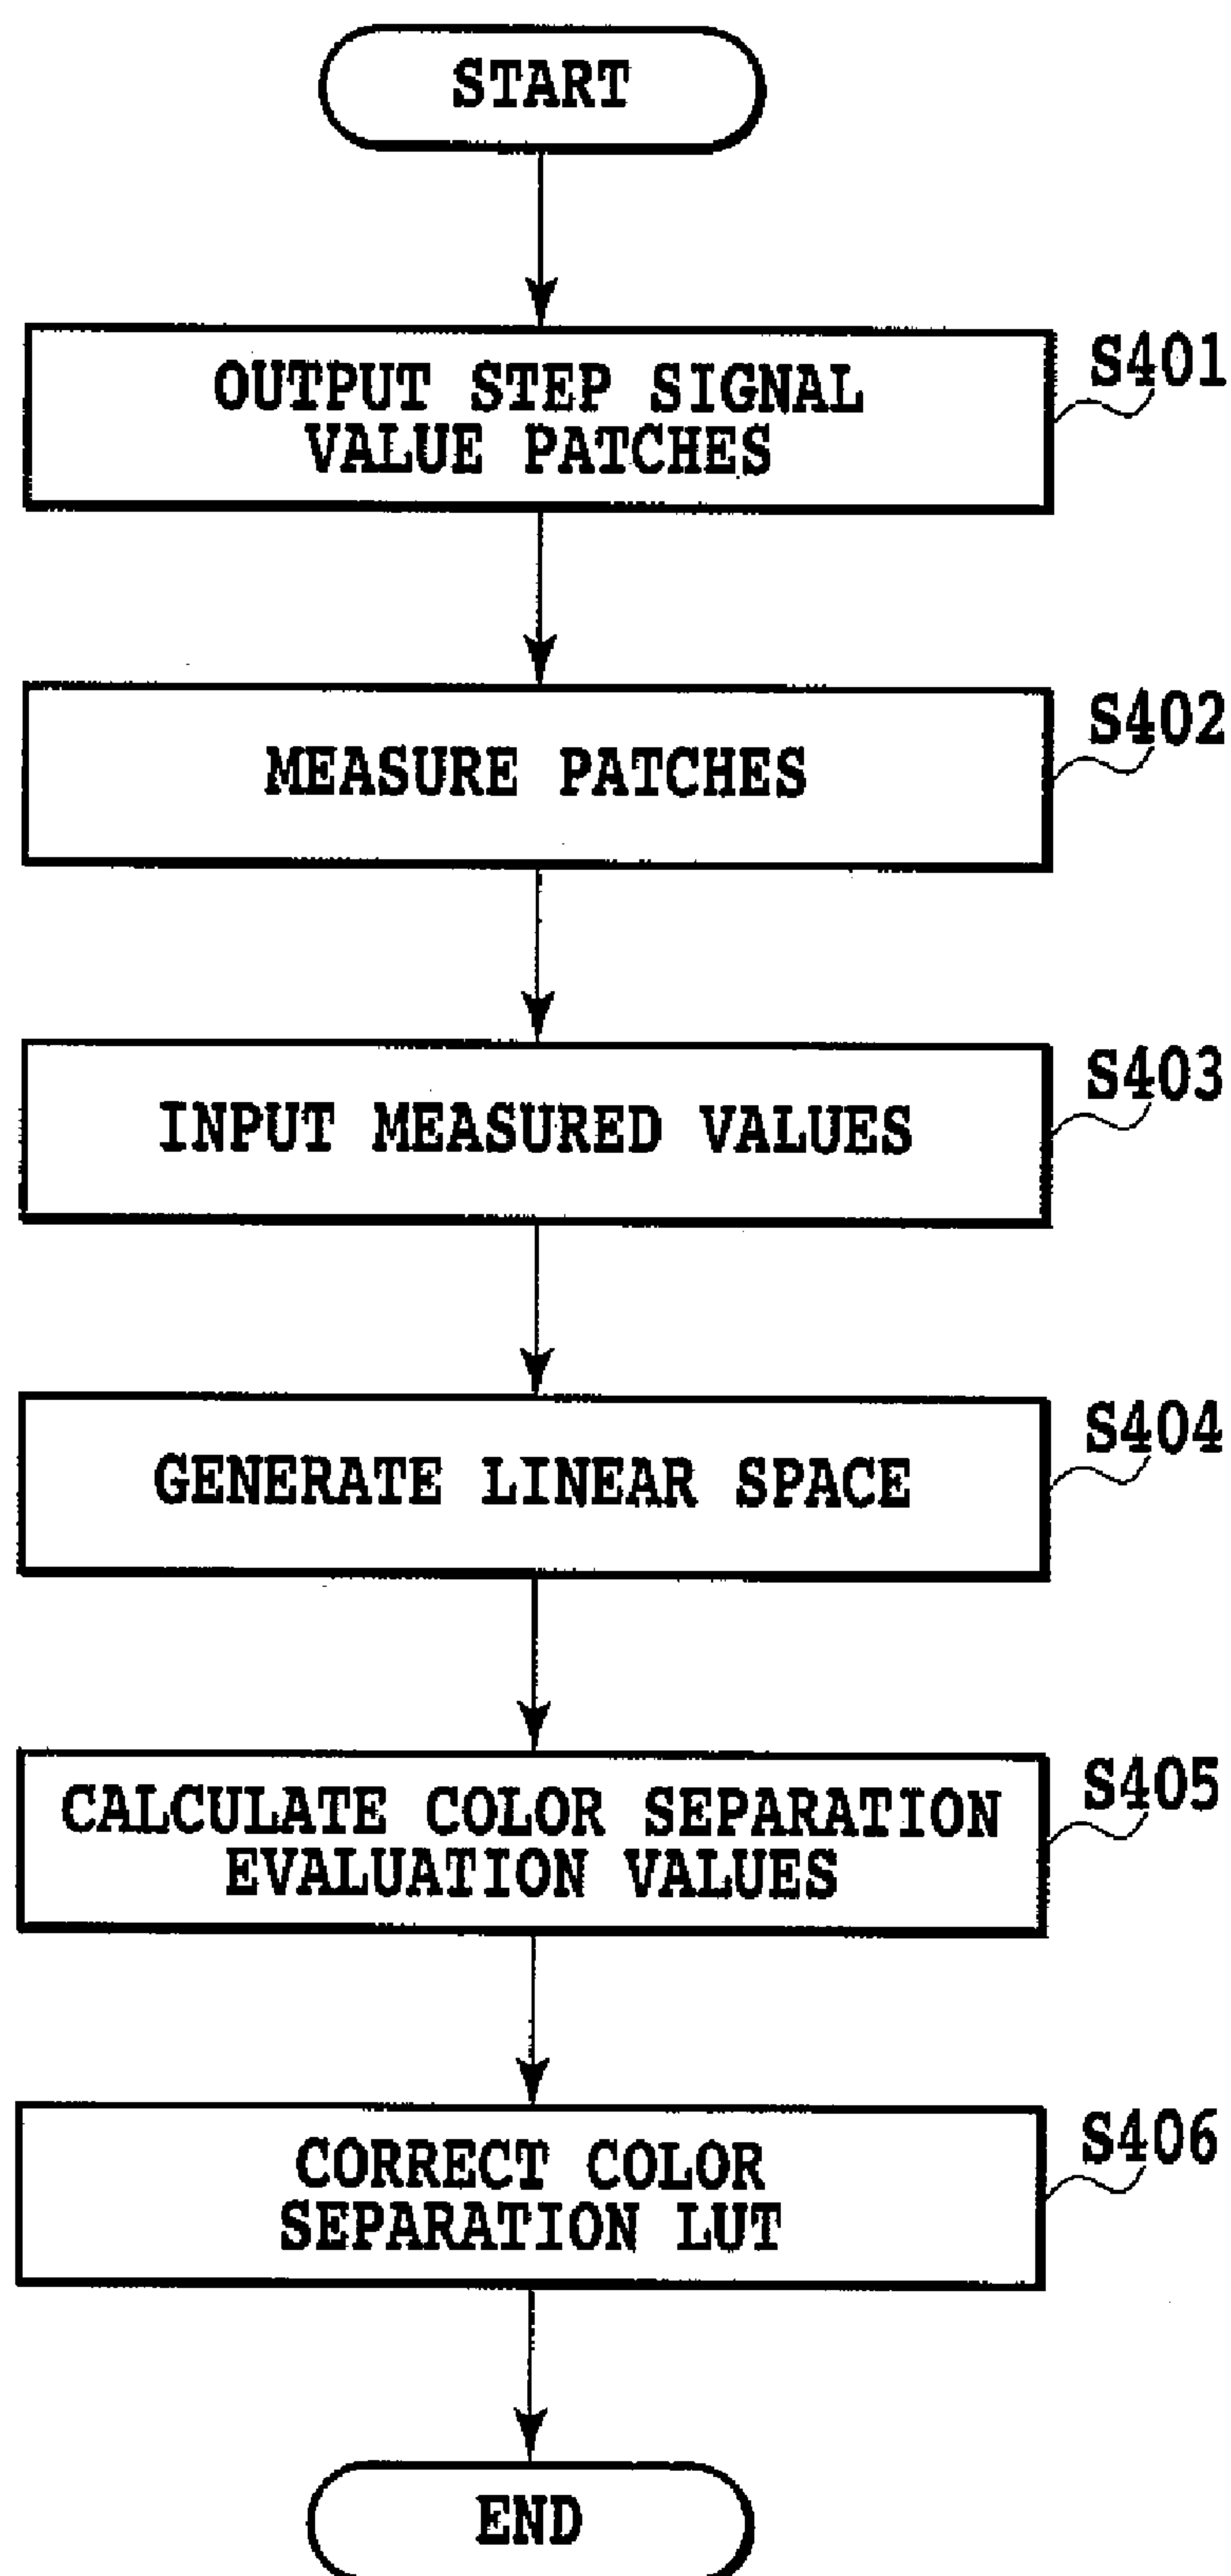 START
OUTPUT STEP SIGNAL
VALUE PATCHES
S401
MEASURE PATCHES
S402
INPUT MEASURED VALUES
S403
GENERATE LINEAR SPACE
S404
CALCULATE COLOR SEPARATION
EVALUATION VALUES
S405
CORRECT COLOR
SEPARATION LUT
S406
END